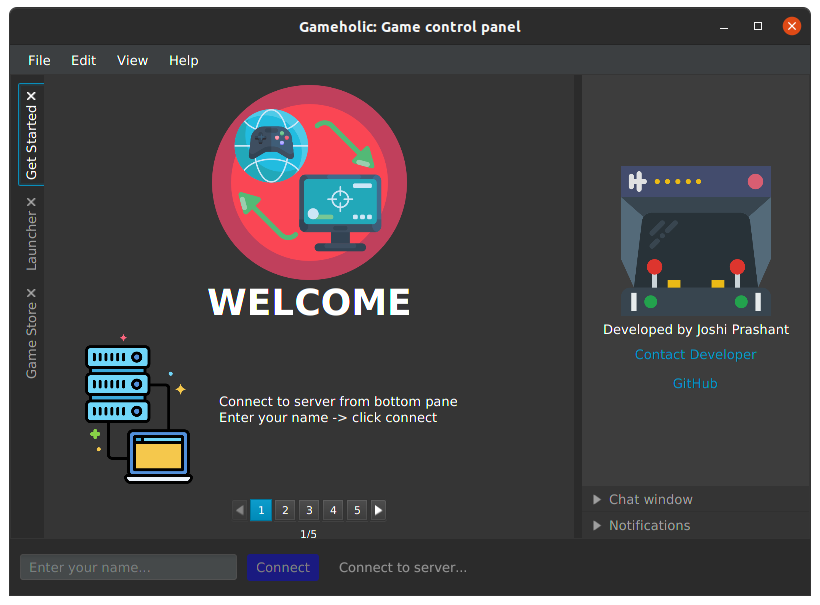 Gameholic: Game control panel
File Edit View Help
Get Started
Launcher
Game Store
WELCOME
Connect to server from bottom pane
Enter your name -> click connect
1 2 3 4 5
1/5
Developed by Joshi Prashant
Contact Developer
GitHub
Chat window
Notifications
Enter your name... Connect Connect to server...